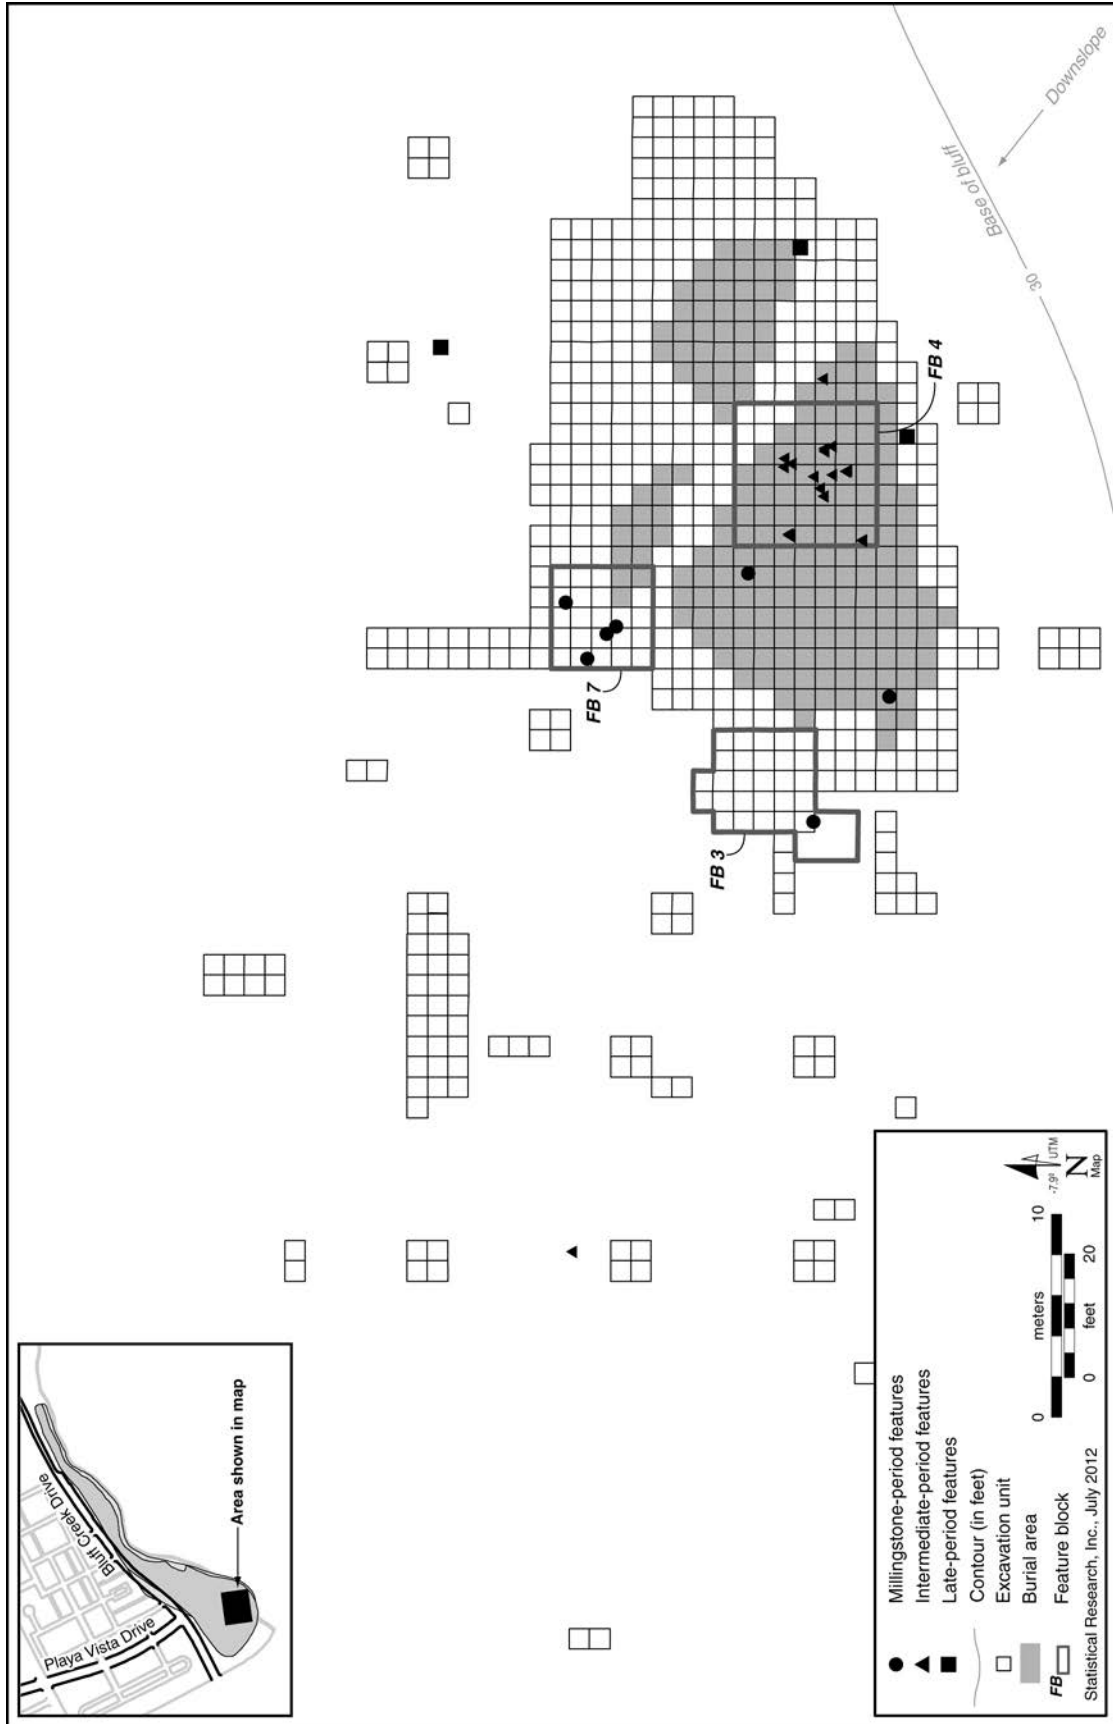 Playa Vista Drive
Bluff Creek Drive
Area shown in map
FB 7
FB 3
FB 4
Base of bluff
30
Downslope
Millingstone-period features
Intermediate-period features
Late-period features
Contour (in feet)
Excavation unit
Burial area
FB Feature block
0 meters 10
0 feet 20
-7.9° UTM
N
Map
Statistical Research, Inc., July 2012